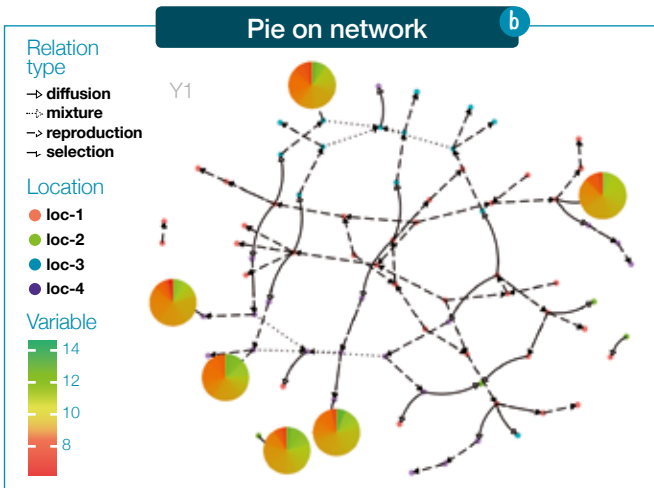 Pie on network
b
Relation
type
diffusion
mixture
reproduction
selection
Location
loc-1
loc-2
loc-3
loc-4
Variable
14
12
10
8
Y1